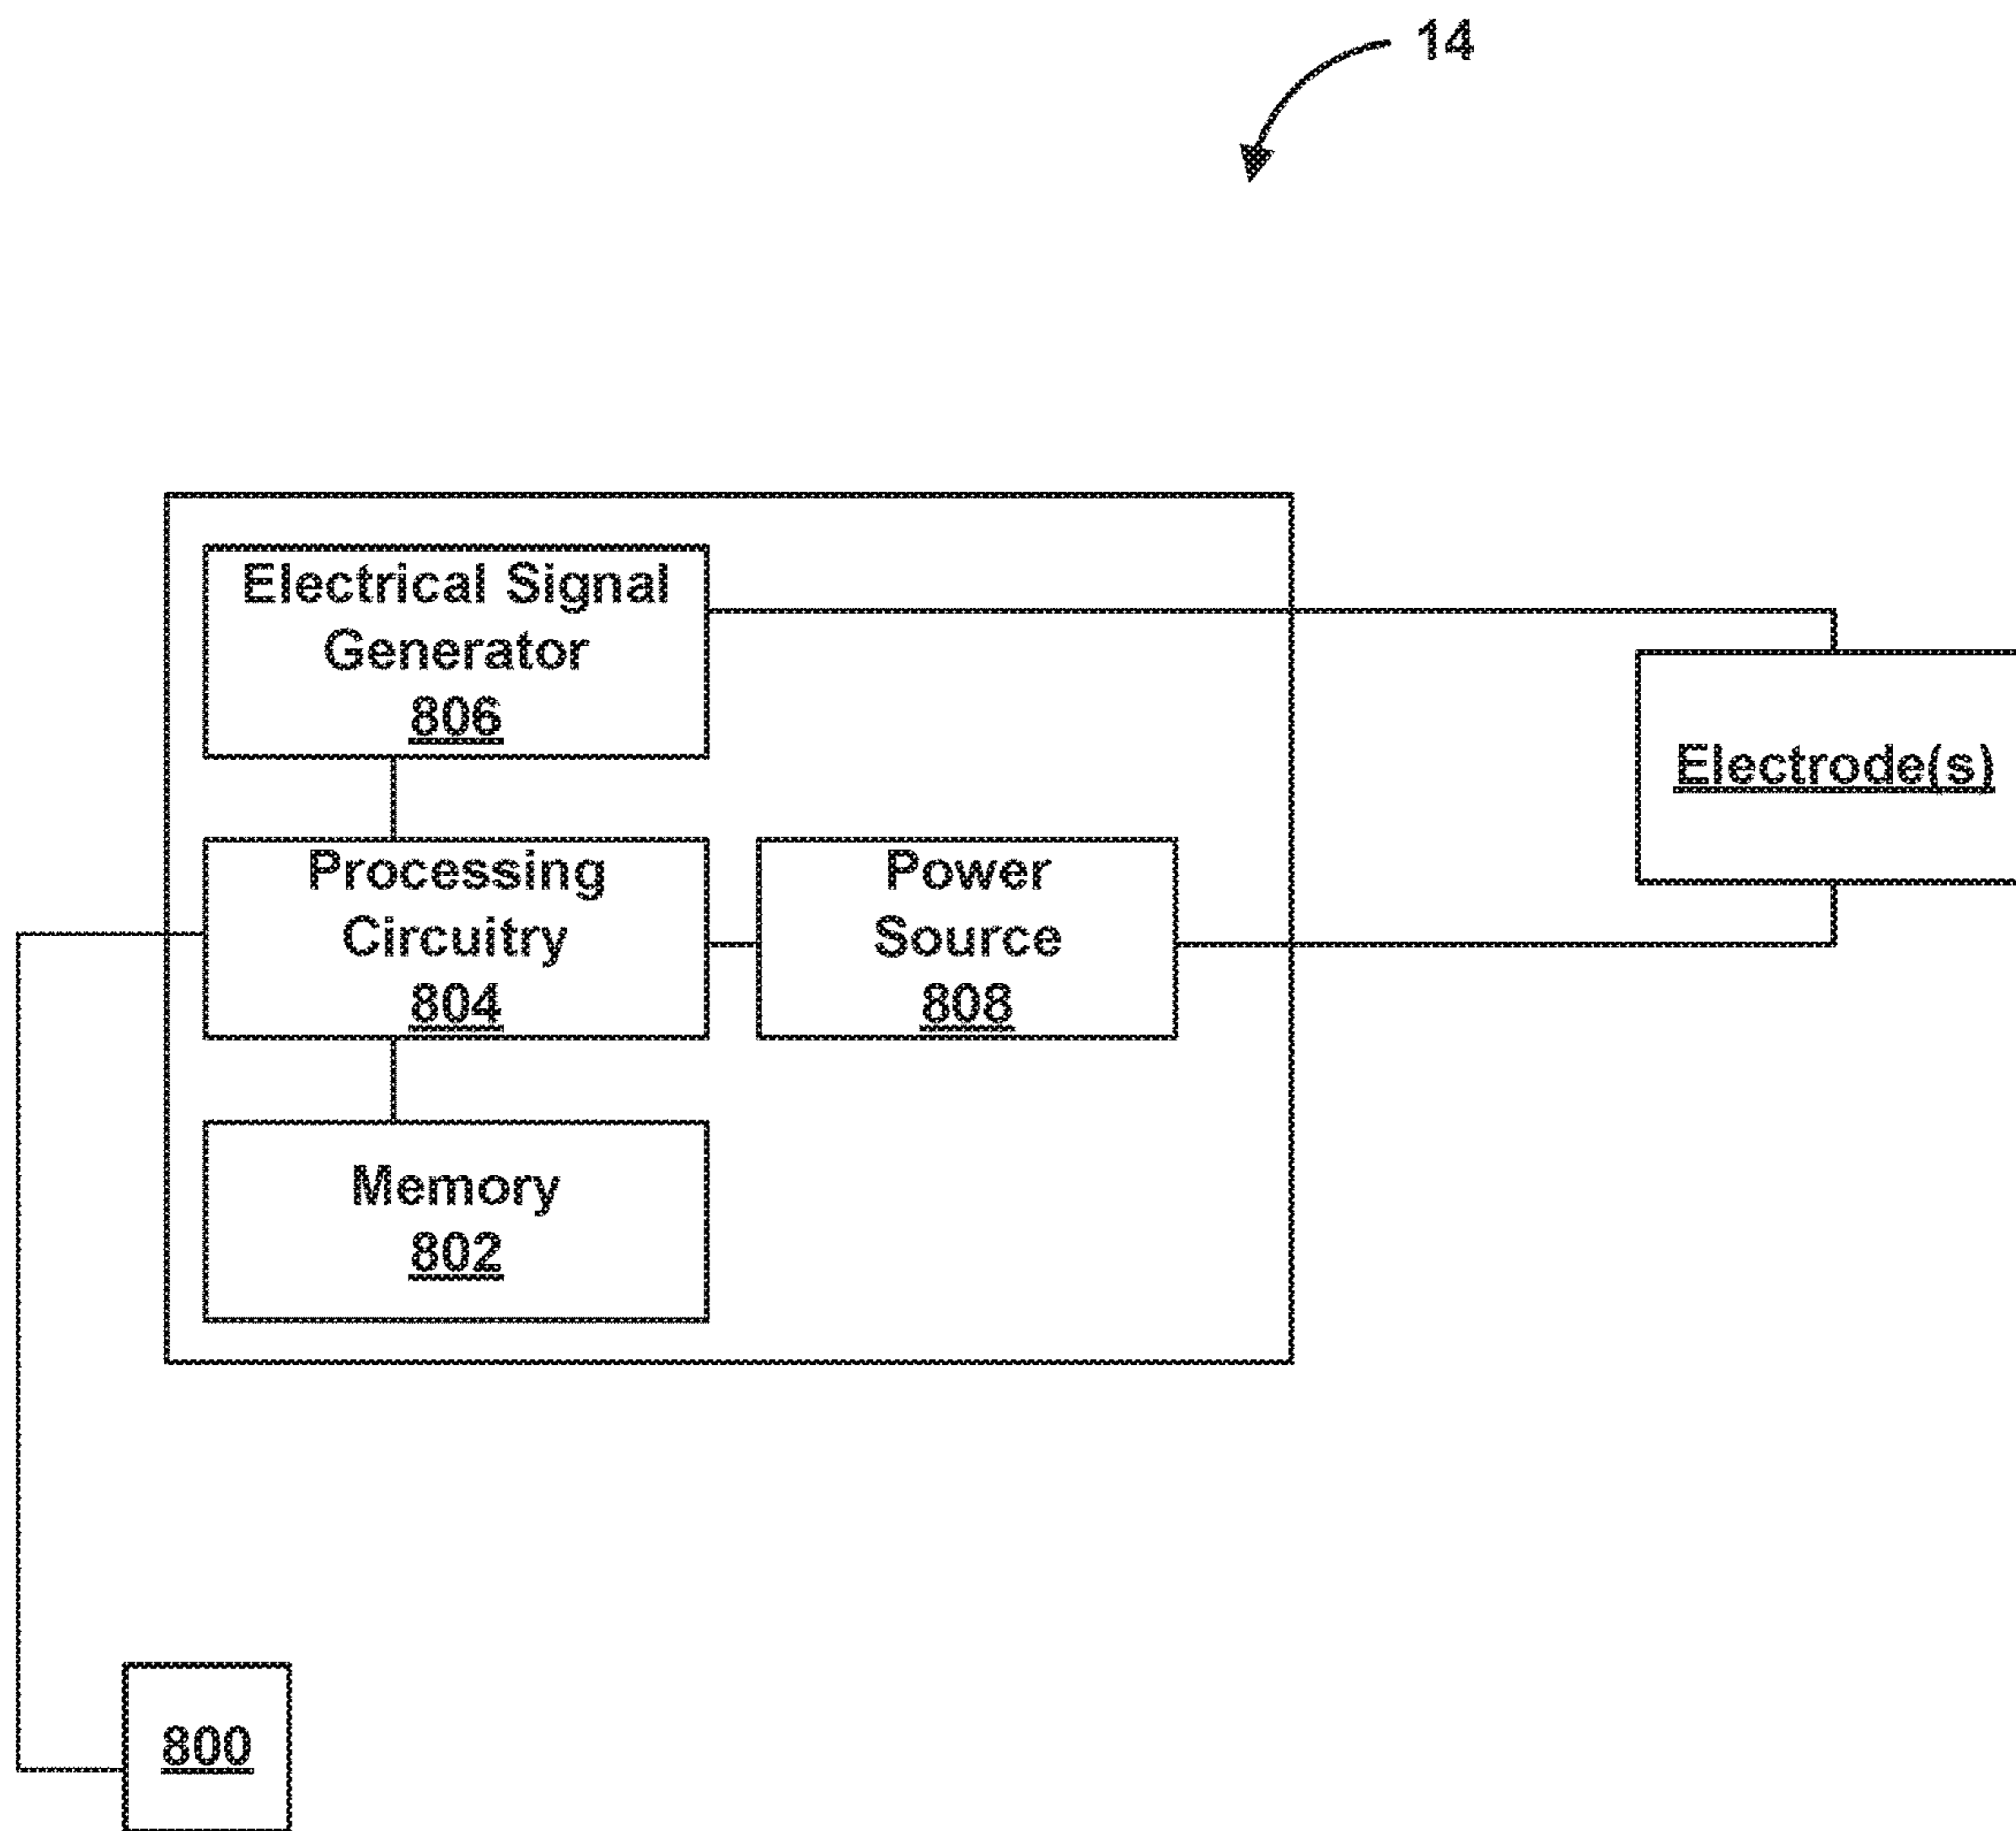 14
Electrical Signal
Generator
806
Electrode(s)
Processing
Circuitry
804
Power
Source
808
Memory
802
800